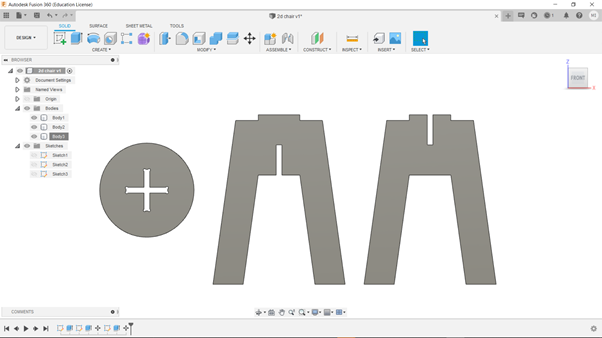 Autodesk Fusion 360 (Education License)
2d chair v1*
1
SOLID SURFACE SHEET METAL TOOLS
DESIGN
CREATE MODIFY ASSEMBLE CONSTRUCT INSPECT INSERT SELECT
BROWSER
2d chair v1
Document Settings
Named Views
Origin
Bodies
Body1
Body2
Body3
Sketches
Sketch1
Sketch2
Sketch3
Z
FRONT
X
COMMENTS